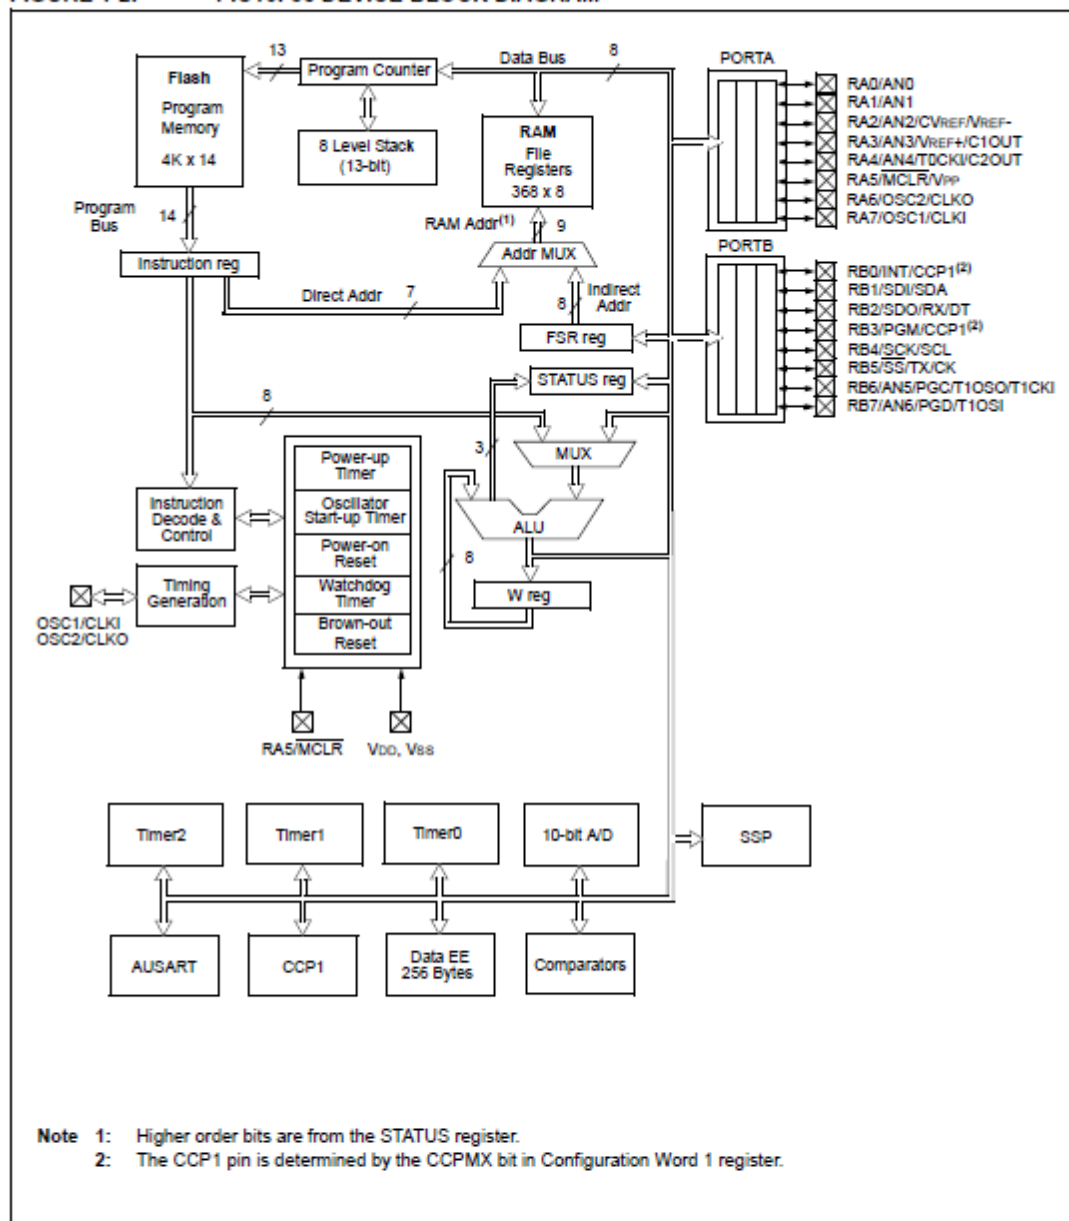 13
Data Bus
8
PORTA
Flash
Program
Memory
4K x 14
Program Counter
8 Level Stack
(13-bit)
RAM
File
Registers
368 x 8
RA0/AN0
RA1/AN1
RA2/AN2/CVREF/VREF-
RA3/AN3/VREF+/C1OUT
RA4/AN4/T0CKI/C2OUT
RA5/MCLR/VPP
RA6/OSC2/CLKO
RA7/OSC1/CLKI
Program
Bus
14
RAM Addr(1)
9
PORTB
Instruction reg
Addr MUX
Direct Addr
7
8
Indirect
Addr
FSR reg
RB0/INT/CCP1(2)
RB1/SDI/SDA
RB2/SDO/RX/DT
RB3/PGM/CCP1(2)
RB4/SCK/SCL
RB5/SS/TX/CK
RB6/AN5/PGC/T1OSO/T1CKI
RB7/AN6/PGD/T1OSI
STATUS reg
8
3
MUX
Power-up
Timer
Oscillator
Start-up Timer
Power-on
Reset
Watchdog
Timer
Brown-out
Reset
Instruction
Decode &
Control
ALU
8
Timing
Generation
W reg
OSC1/CLKI
OSC2/CLKO
RA5/MCLR
VDD, VSS
Timer2
Timer1
Timer0
10-bit A/D
SSP
AUSART
CCP1
Data EE
256 Bytes
Comparators
Note 1: Higher order bits are from the STATUS register.
2: The CCP1 pin is determined by the CCPMX bit in Configuration Word 1 register.